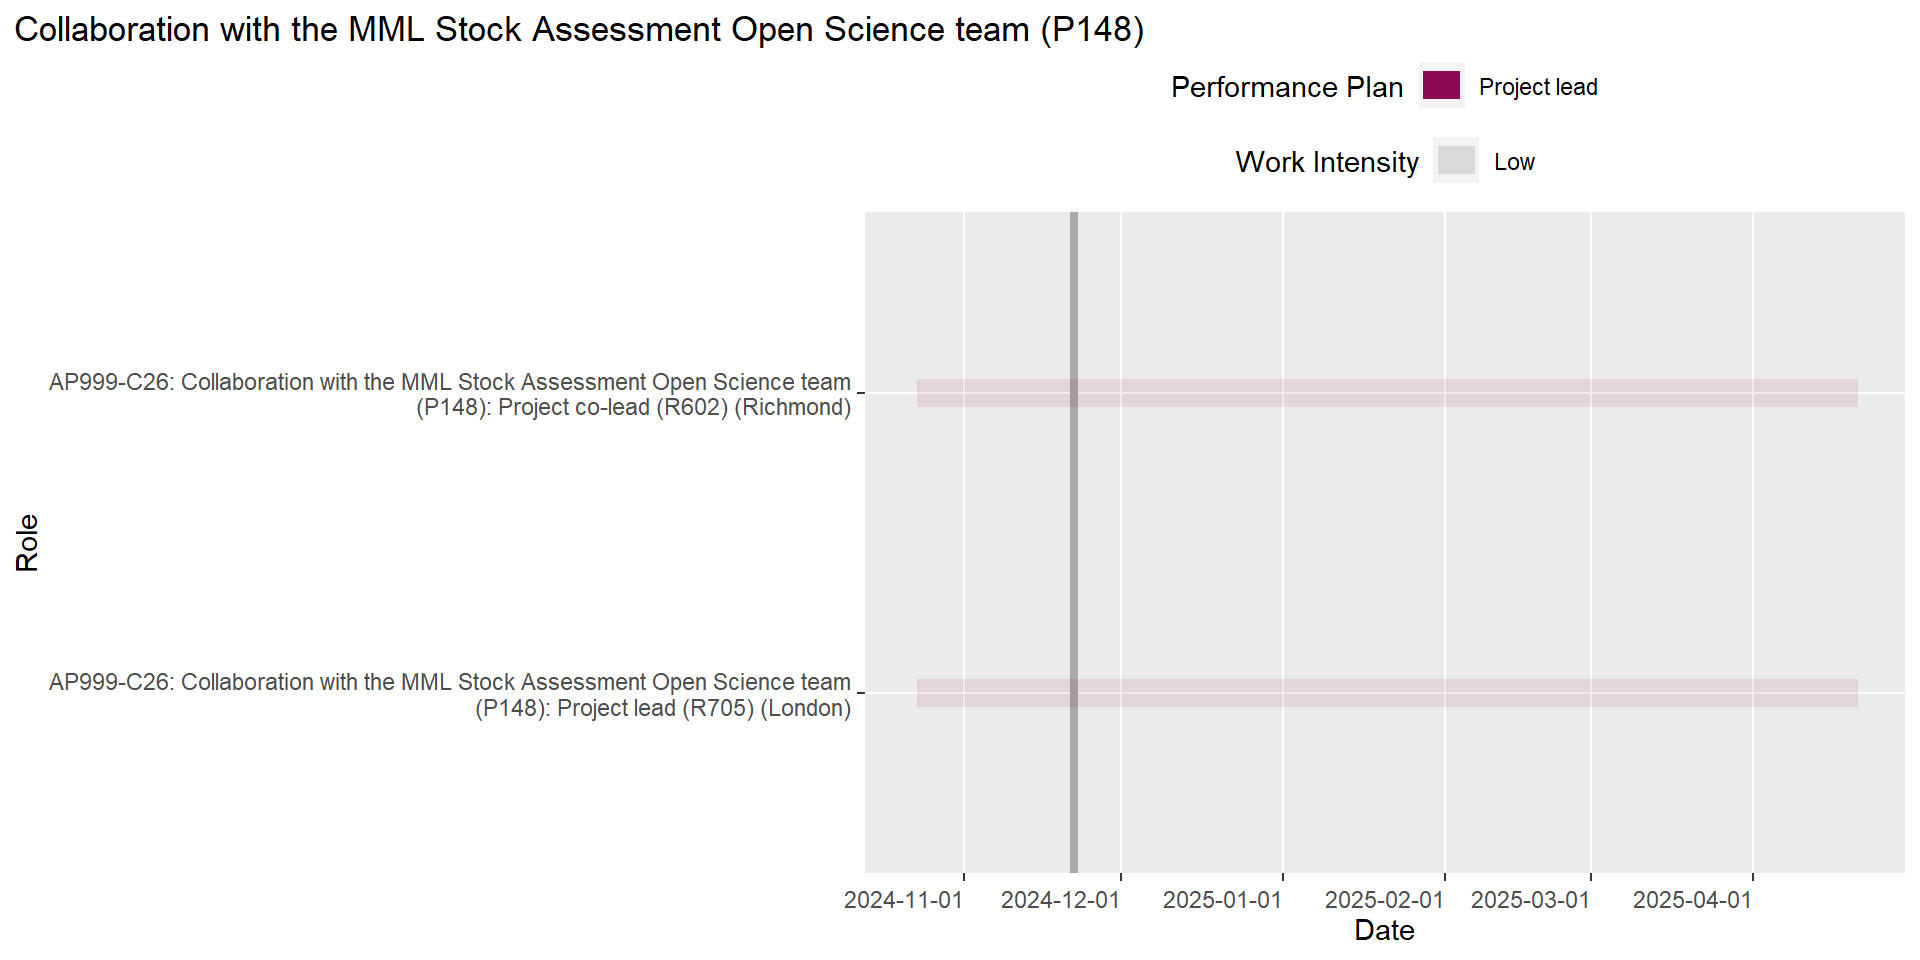 Collaboration with the MML Stock Assessment Open Science team (P148)
Performance Plan Project lead
Work Intensity Low
AP999-C26: Collaboration with the MML Stock Assessment Open Science team
(P148): Project co-lead (R602) (Richmond)
Role
AP999-C26: Collaboration with the MML Stock Assessment Open Science team
(P148): Project lead (R705) (London)
2024-11-01 2024-12-01 2025-01-01 2025-02-01 2025-03-01 2025-04-01
Date